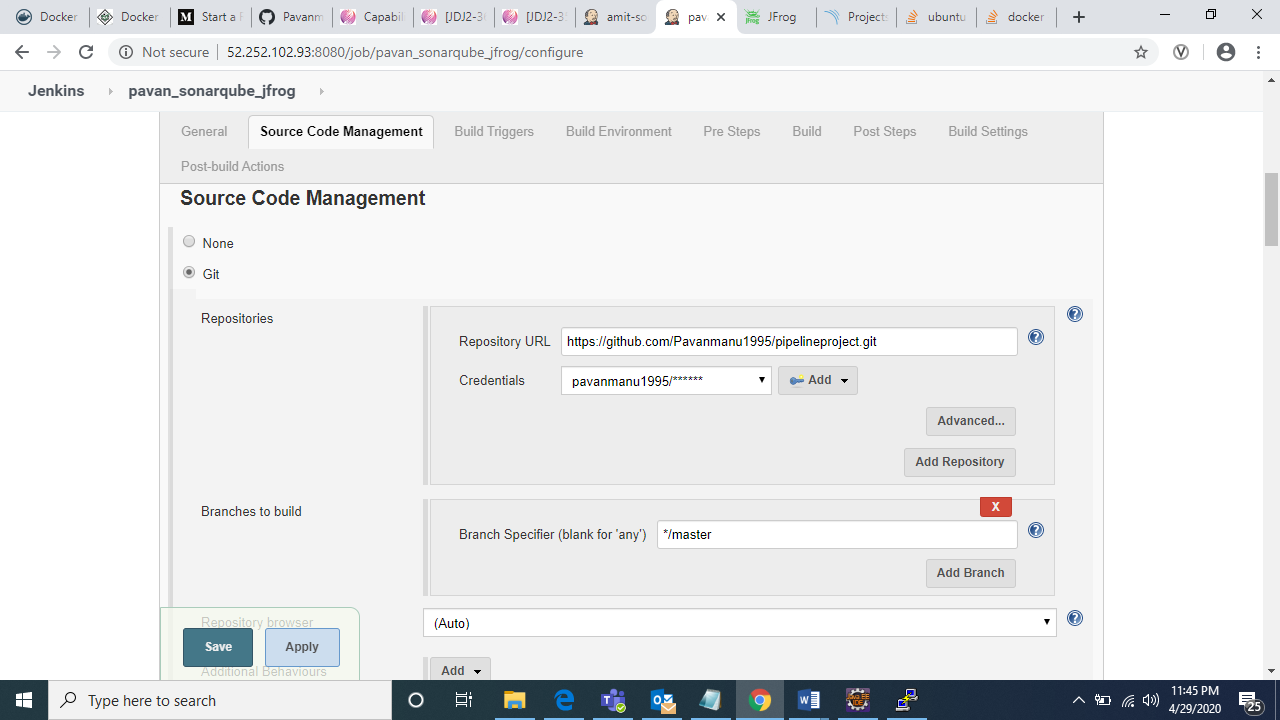 Docker
Docker
Start a
Pavanm
Capabil
[JDJ2-3
[JDJ2-3
amit-so
pav
JFrog
Projects
ubuntu
docker
Not secure
52.252.102.93:8080/job/pavan_sonarqube_jfrog/configure
Jenkins
pavan_sonarqube_jfrog
General
Source Code Management
Build Triggers
Build Environment
Pre Steps
Build
Post Steps
Build Settings
Post-build Actions
Source Code Management
None
Git
Repositories
Repository URL
https://github.com/Pavanmanu1995/pipelineproject.git
Credentials
pavanmanu1995/******
Add
Advanced...
Add Repository
Branches to build
X
Branch Specifier (blank for 'any')
*/master
Add Branch
Repository browser
(Auto)
Save
Apply
Additional Behaviours
Add
Type here to search
11:45 PM
4/29/2020
25